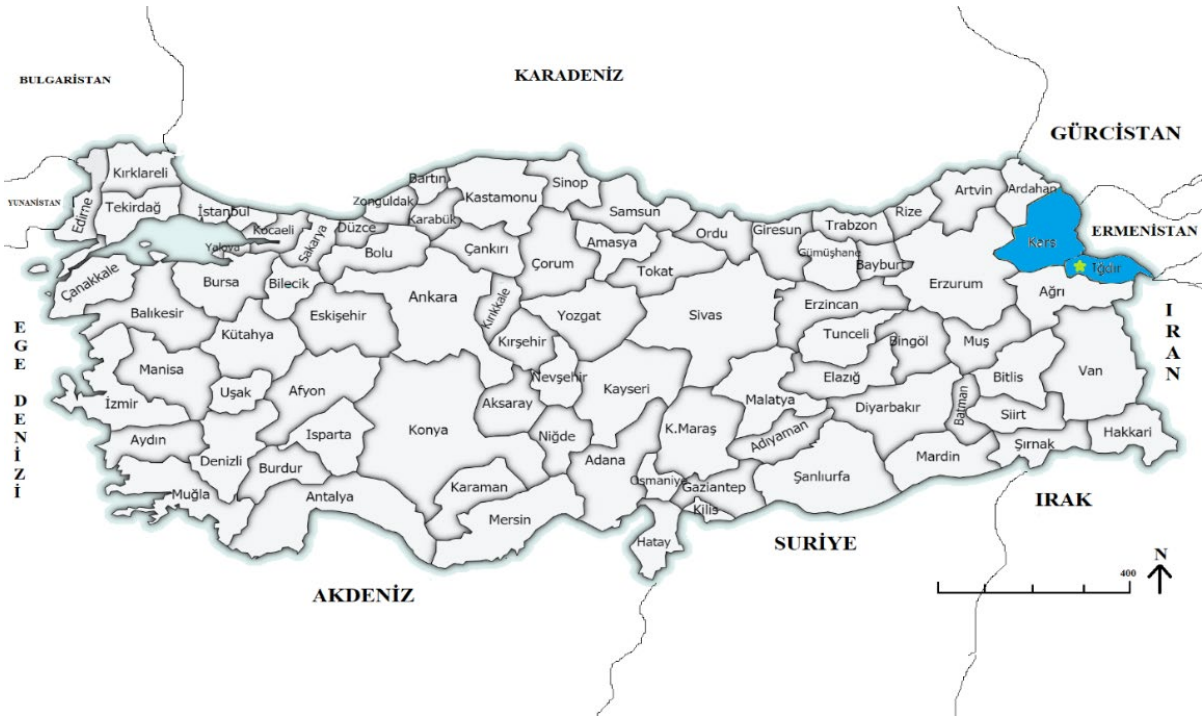 KARADENİZ
BULGARİSTAN
GÜRCİSTAN
YUNANİSTAN
ERMENİSTAN
EGE DENİZİ
IRAN
IRAK
SURİYE
AKDENİZ
N
400
Kırklareli
Edirne
Tekirdağ
İstanbul
Kocaeli
Yalova
Sakarya
Düzce
Zonguldak
Bartın
Karabük
Kastamonu
Sinop
Samsun
Ordu
Giresun
Trabzon
Rize
Artvin
Ardahan
Kars
Iğdır
Çanakkale
Bursa
Bilecik
Bolu
Çankırı
Çorum
Amasya
Tokat
Gümüşhane
Bayburt
Erzurum
Ağrı
Balıkesir
Kütahya
Eskişehir
Ankara
Kırıkkale
Yozgat
Sivas
Erzincan
Tunceli
Bingöl
Muş
Bitlis
Van
Manisa
Uşak
Afyon
Kırşehir
Nevşehir
Kayseri
Malatya
Elazığ
Diyarbakır
Batman
Siirt
İzmir
Aydın
Denizli
Isparta
Burdur
Konya
Aksaray
Niğde
Adana
K.Maraş
Adıyaman
Şanlıurfa
Mardin
Şırnak
Hakkari
Muğla
Antalya
Karaman
Mersin
Osmaniye
Gaziantep
Kilis
Hatay